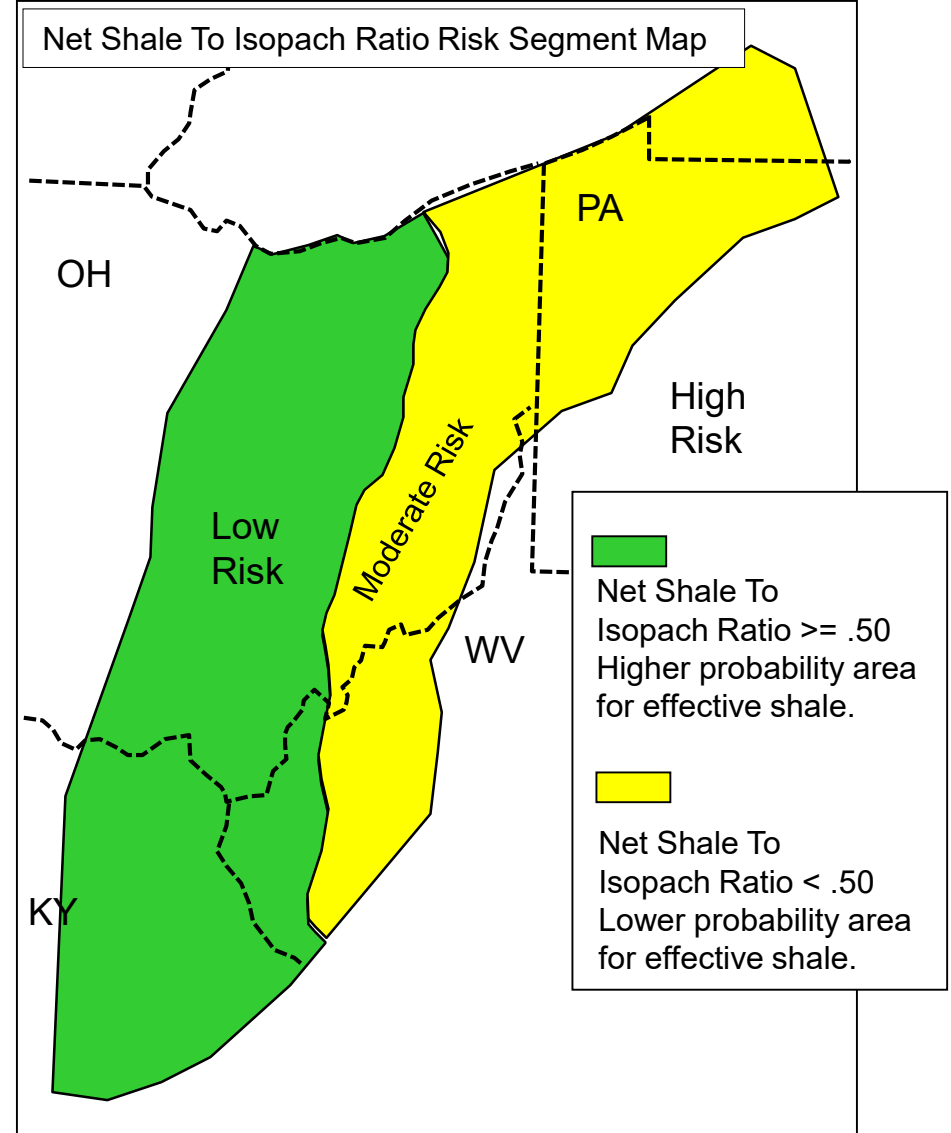 Net Shale To Isopach Ratio Risk Segment Map
PA
OH
High
Risk
Moderate Risk
Low
Risk
WV
KY
Net Shale To
Isopach Ratio >= .50
Higher probability area
for effective shale.
Net Shale To
Isopach Ratio < .50
Lower probability area
for effective shale.